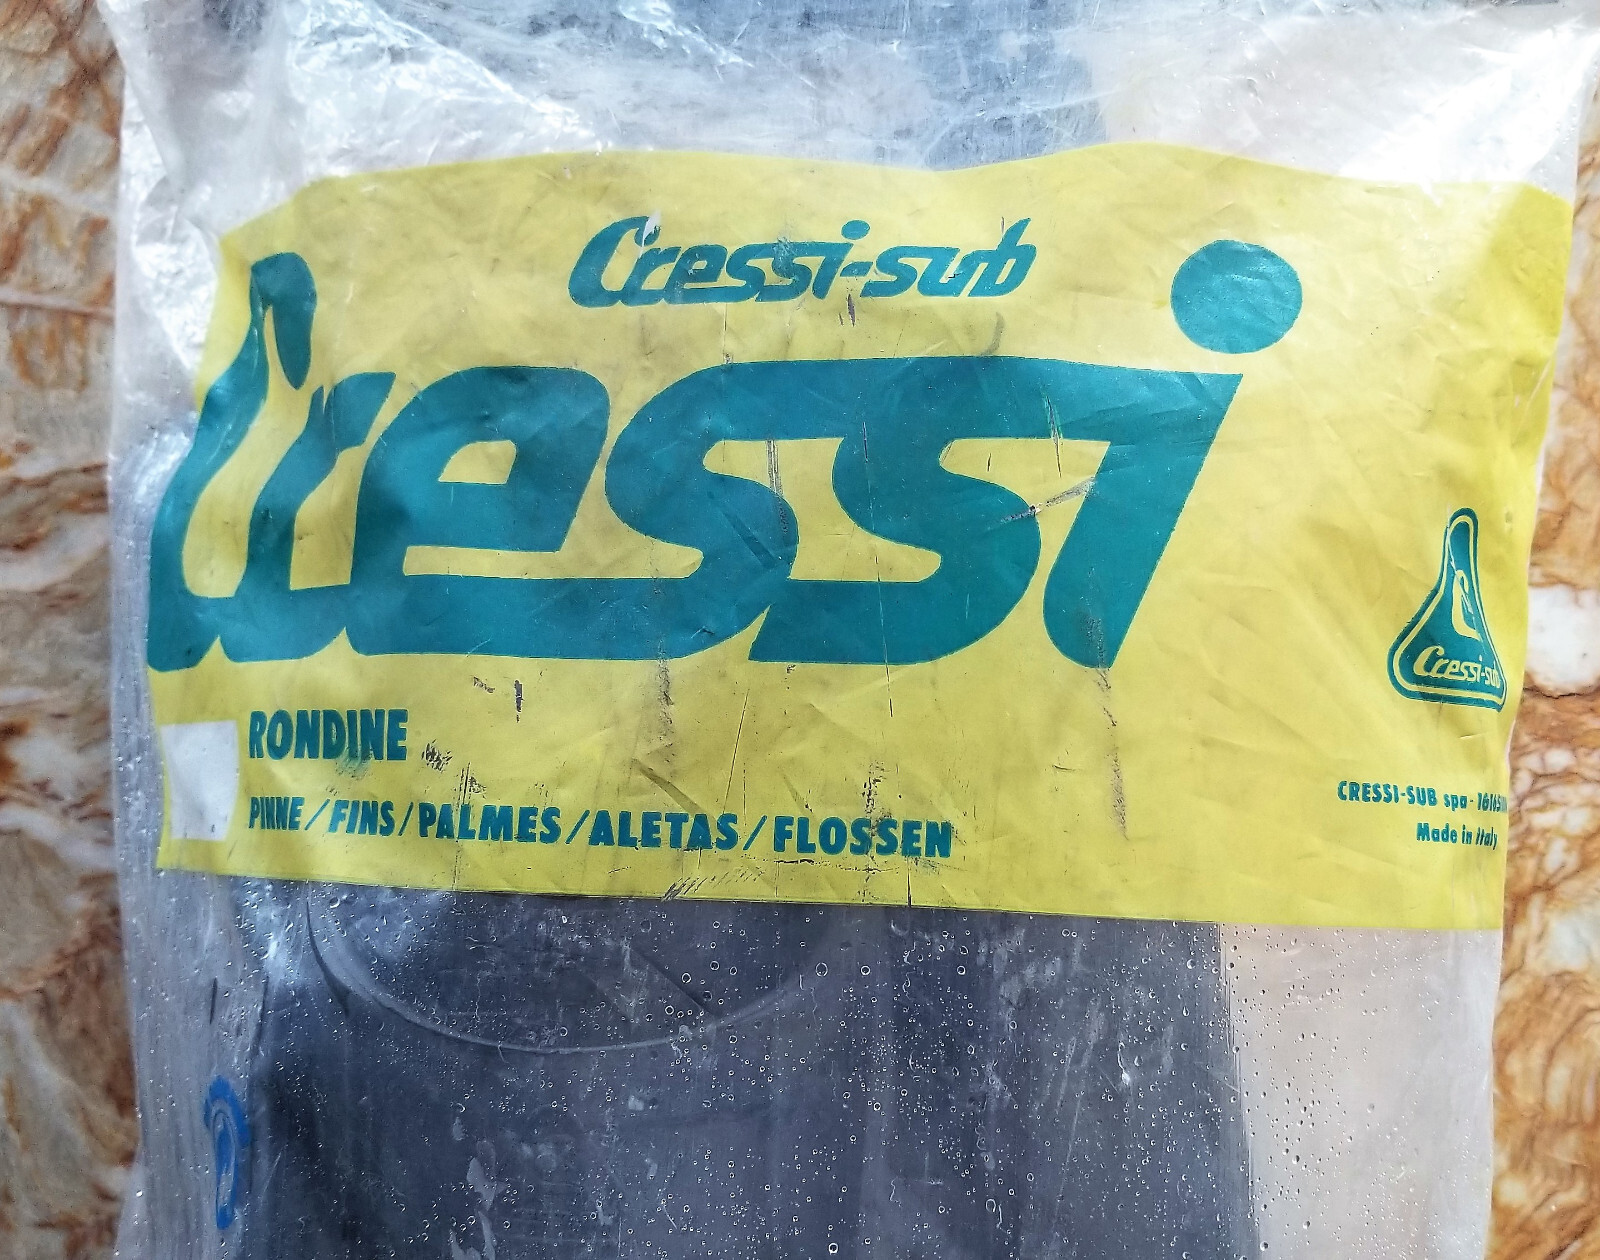 Cressi-sub
Cressi
Cressi-sub
RONDINE
PINNE/FINS/PALMES/ALETAS/FLOSSEN
CRESSI-SUB spa -
Made in Italy